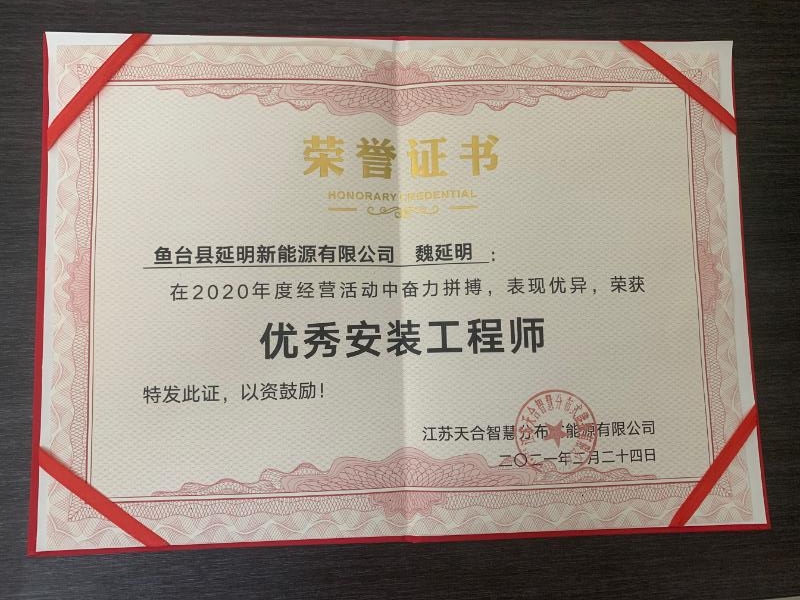 荣誉证书
HONORARY CREDENTIAL
鱼台县延明新能源有限公司 魏延明：
在2020年度经营活动中奋力拼搏，表现优异，荣获
优秀安装工程师
特发此证，以资鼓励！
江苏天合智慧分布式能源有限公司
二〇二一年二月二十四日